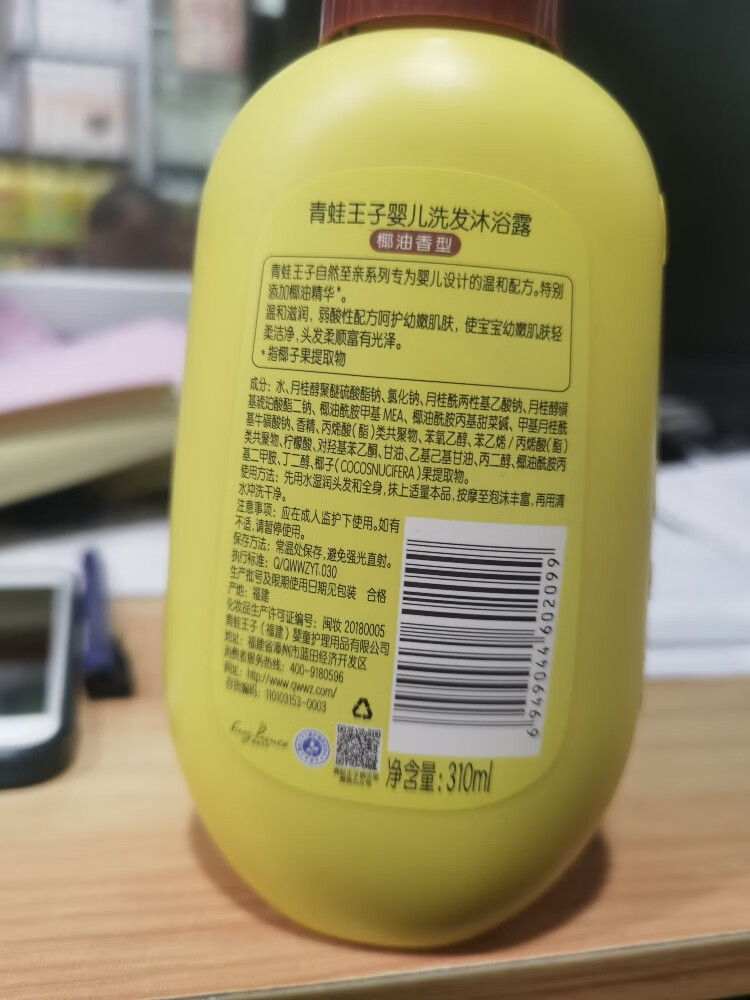 青蛙王子婴儿洗发沐浴露
椰油香型
青蛙王子自然至亲系列专为婴儿设计的温和配方。特别
添加椰油精华*。
温和滋润，弱酸性配方呵护幼嫩肌肤，使宝宝幼嫩肌肤轻
柔洁净，头发柔顺富有光泽。
*指椰子果提取物
成分：水、月桂醇聚醚硫酸酯钠、氯化钠、月桂酰两性基乙酸钠、月桂醇磺
基琥珀酸酯二钠、椰油酰胺甲基 MEA、椰油酰胺丙基甜菜碱、甲基月桂酰
基牛磺酸钠、香精、丙烯酸（酯）类共聚物、苯氧乙醇、苯乙烯/丙烯酸（酯）
类共聚物、柠檬酸、对羟基苯乙酮、甘油、乙基己基甘油、丙二醇、椰油酰胺丙
基二甲胺、丁二醇、椰子（COCOSNUCIFERA）果提取物。
使用方法：先用水湿润头发和全身，抹上适量本品，按摩至泡沫丰富，再用清
水冲洗干净。
注意事项：应在成人监护下使用。如有
不适，请暂停使用。
保存方法：常温处保存，避免强光直射。
执行标准：Q/QWWZYT.030
生产批号及限期使用日期见包装 合格
产地：福建
化妆品生产许可证编号：闽妆 20180005
青蛙王子（福建）婴童护理用品有限公司
地址：福建省漳州市蓝田经济开发区
消费者服务热线：400-9180596
网址：http://www.qwwz.com/
存货编码：110103153-0003
6 949044 602099
Frog Prince
净含量：310ml